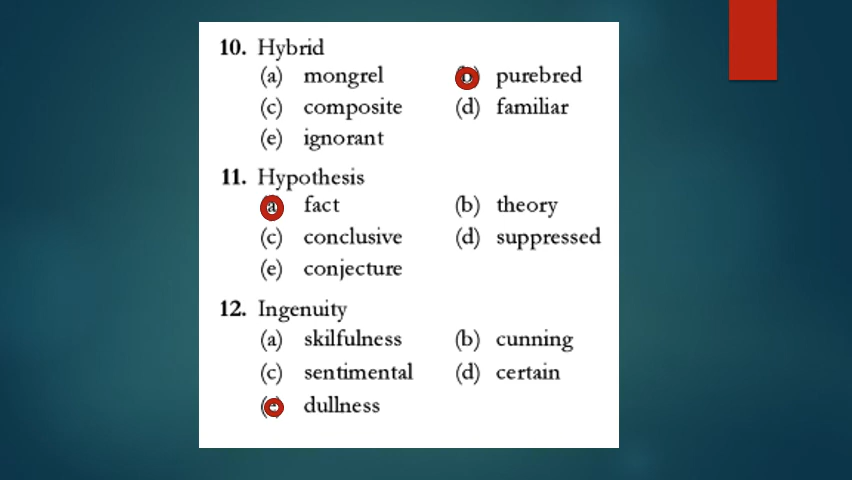 10. Hybrid
(a) mongrel (b) purebred
(c) composite (d) familiar
(e) ignorant
11. Hypothesis
(a) fact (b) theory
(c) conclusive (d) suppressed
(e) conjecture
12. Ingenuity
(a) skilfulness (b) cunning
(c) sentimental (d) certain
(e) dullness